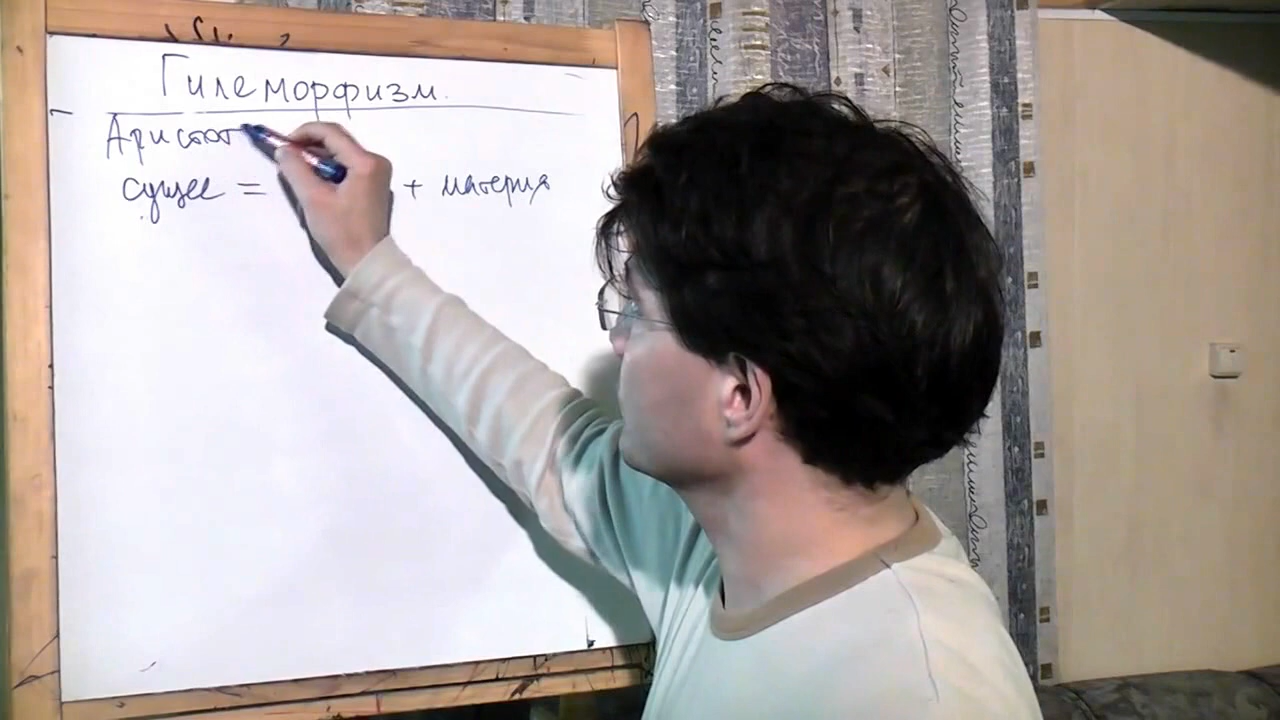 Гилеморфизм.
Аристот
сущее = + материя